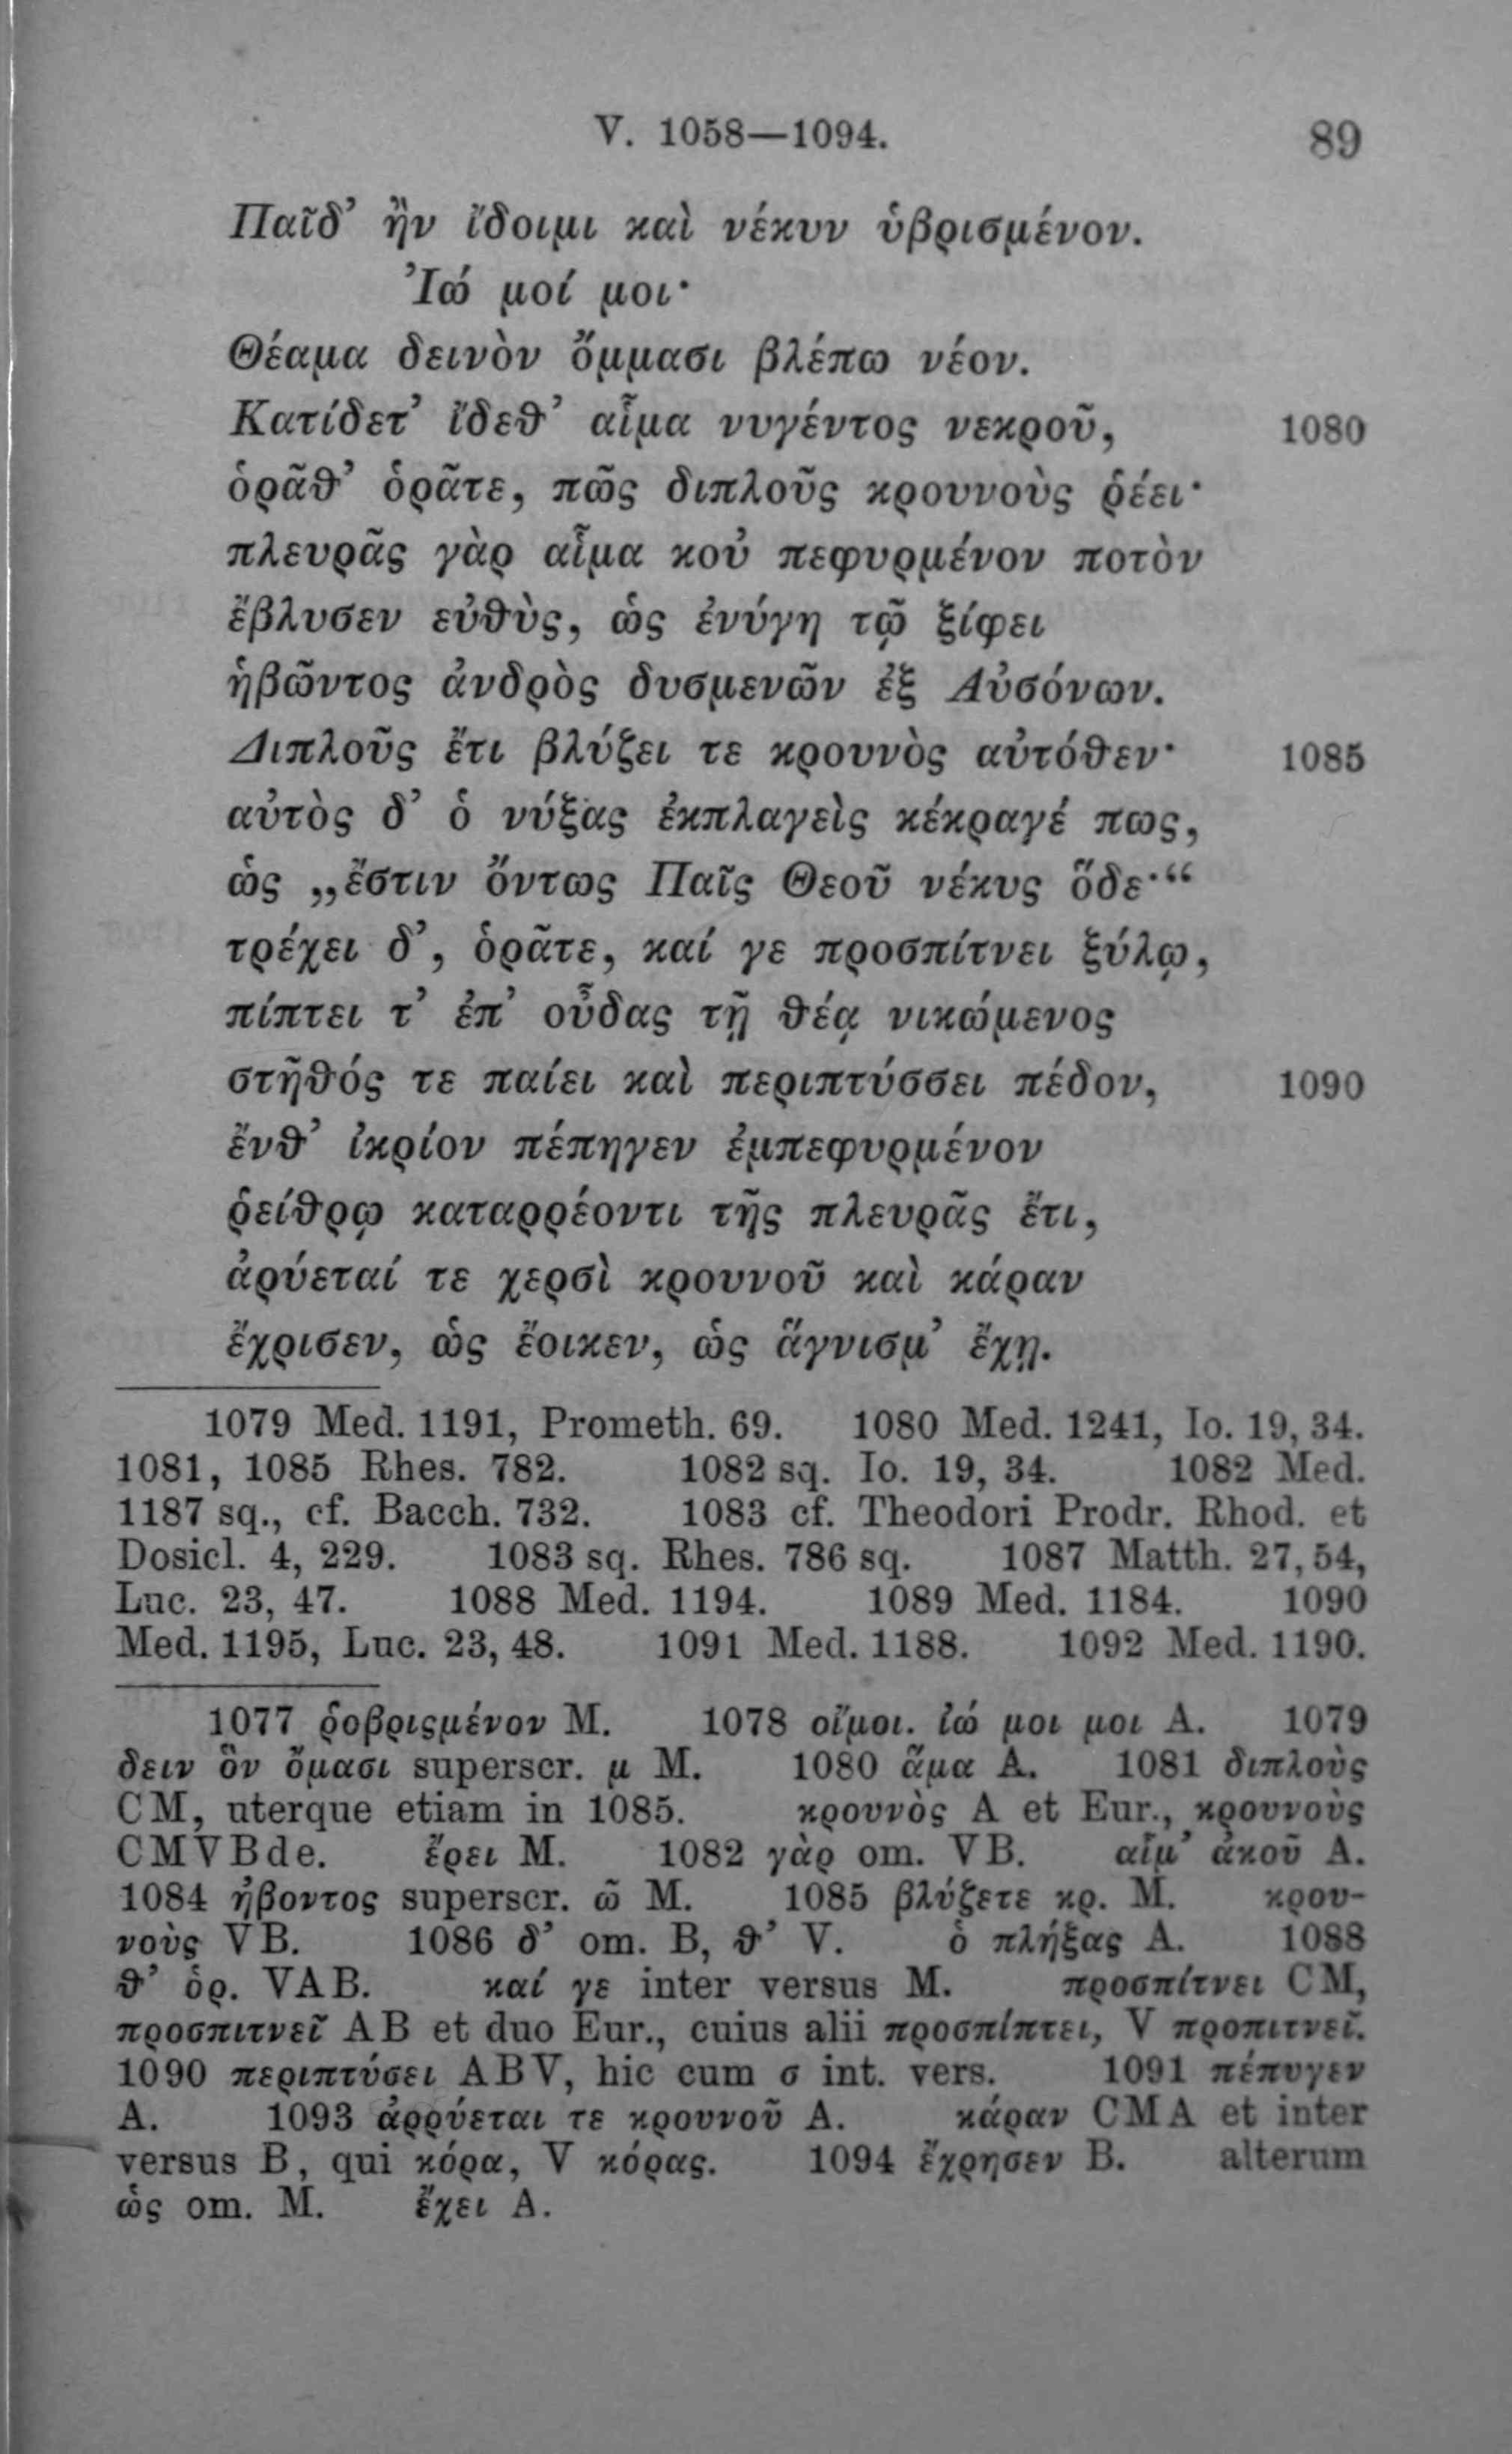 V. 1058—1094.
89
Παῖδ’ ἢν ἴδοιμι καὶ νέκυν ὑβρισμένον.
Ἰώ μοί μοι·
Θέαμα δεινὸν ὄμμασι βλέπω νέον.
Κατίδετ’ ἴδεθ’ αἷμα νυγέντος νεκροῦ,
1080
ὁρᾶθ’ ὁρᾶτε, πῶς διπλοῦς κρουνοὺς ῥέει·
πλευρᾶς γὰρ αἷμα κοὐ πεφυρμένον ποτὸν
ἔβλυσεν εὐθὺς, ὡς ἐνύγη τῷ ξίφει
ἡβῶντος ἀνδρὸς δυσμενῶν ἐξ Αὐσόνων.
Διπλοῦς ἔτι βλύζει τε κρουνὸς αὐτόθεν·
1085
αὐτὸς δ’ ὁ νύξας ἐκπλαγεὶς κέκραγέ πως,
ὡς „ἔστιν ὄντως Παῖς Θεοῦ νέκυς ὅδε·“
τρέχει δ’, ὁρᾶτε, καί γε προσπίτνει ξύλῳ,
πίπτει τ’ ἐπ’ οὖδας τῇ θέᾳ νικώμενος
στῆθός τε παίει καὶ περιπτύσσει πέδον,
1090
ἔνθ’ ἰκρίον πέπηγεν ἐμπεφυρμένον
ῥείθρῳ καταρρέοντι τῆς πλευρᾶς ἔτι,
ἀρύεταί τε χερσὶ κρουνοῦ καὶ κάραν
ἔχρισεν, ὡς ἔοικεν, ὡς ἅγνισμ’ ἔχῃ.
1079 Med. 1191, Prometh. 69. 1080 Med. 1241, Io. 19, 34.
1081, 1085 Rhes. 782. 1082 sq. Io. 19, 34. 1082 Med.
1187 sq., cf. Bacch. 732. 1083 cf. Theodori Prodr. Rhod. et
Dosicl. 4, 229. 1083 sq. Rhes. 786 sq. 1087 Matth. 27, 54,
Luc. 23, 47. 1088 Med. 1194. 1089 Med. 1184. 1090
Med. 1195, Luc. 23, 48. 1091 Med. 1188. 1092 Med. 1190.
1077 ῥοβριςμένον M. 1078 οἴμοι. ἰώ μοι μοι A. 1079
δειν ὃν ὄμασι superscr. μ M. 1080 ἅμα A. 1081 διπλοὺς
CM, uterque etiam in 1085. κρουνὸς A et Eur., κρουνοὺς
CMVBde. ἔρει M. 1082 γὰρ om. VB. αἷμ’ ἀκοῦ A.
1084 ἡβοντος superscr. ῶ M. 1085 βλύζετε κρ. M. κρου-
νοὺς VB. 1086 δ’ om. B, θ’ V. ὁ πλήξας A. 1088
θ’ ὁρ. VAB. καί γε inter versus M. προσπίτνει CM,
προσπιτνεῖ AB et duo Eur., cuius alii προσπίπτει, V προπιτνεῖ.
1090 περιπτύσει ABV, hic cum σ int. vers. 1091 πέπυγεν
A. 1093 ἀρρύεται τε κρουνοῦ A. κάραν CMA et inter
versus B, qui κόρα, V κόρας. 1094 ἔχρησεν B. alterum
ὡς om. M. ἔχει A.